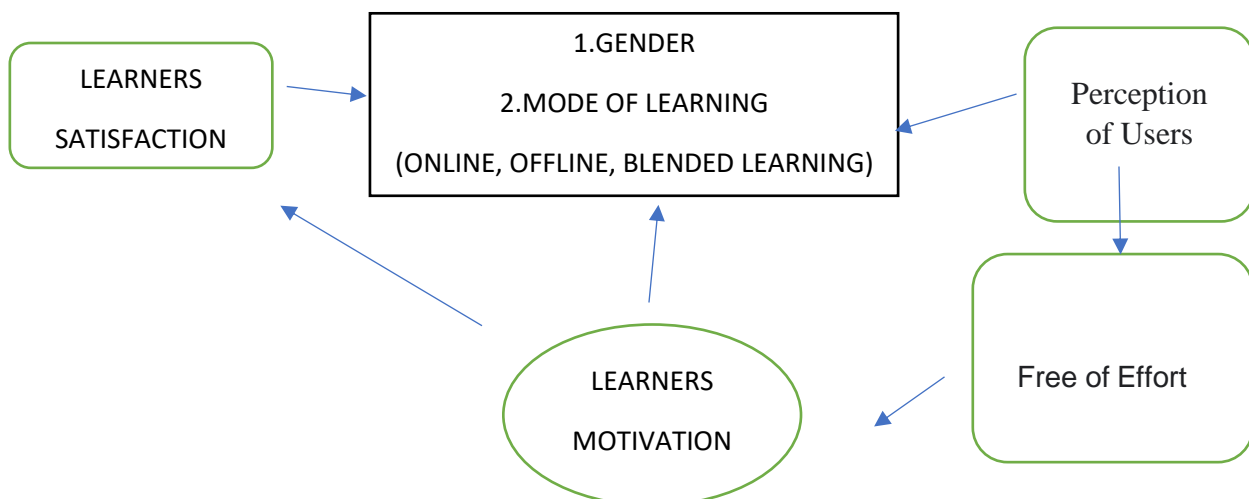 LEARNERS
SATISFACTION
1.GENDER
2.MODE OF LEARNING
(ONLINE, OFFLINE, BLENDED LEARNING)
Perception
of Users
Free of Effort
LEARNERS
MOTIVATION